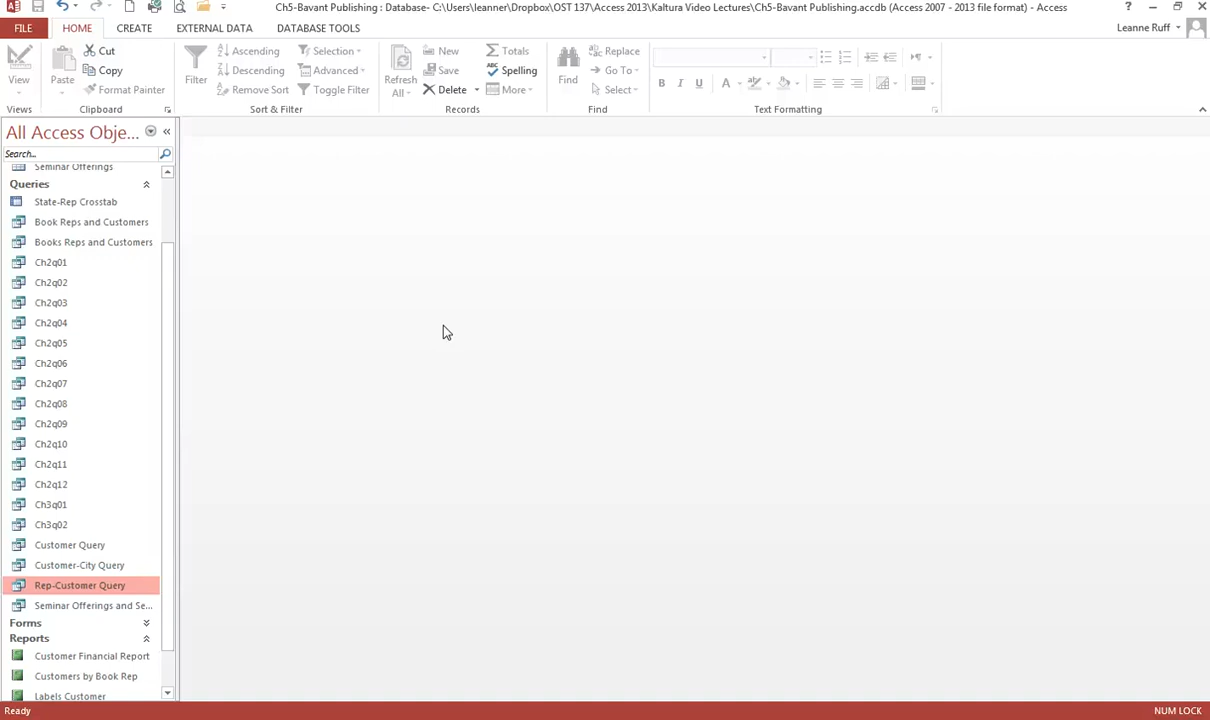 Ch5-Bavant Publishing : Database- C:\Users\leanner\Dropbox\OST 137\Access 2013\Kaltura Video Lectures\Ch5-Bavant Publishing.accdb (Access 2007 - 2013 file format) - Access
FILE HOME CREATE EXTERNAL DATA DATABASE TOOLS Leanne Ruff
View
Views
Paste
Cut
Copy
Format Painter
Clipboard
Filter
Ascending
Descending
Remove Sort
Selection
Advanced
Toggle Filter
Sort & Filter
Refresh
All
New
Save
Delete
Totals
Spelling
More
Records
Find
Replace
Go To
Select
Find
B I U A
Text Formatting
All Access Obje...
Search...
Seminar Offerings
Queries
State-Rep Crosstab
Book Reps and Customers
Books Reps and Customers
Ch2q01
Ch2q02
Ch2q03
Ch2q04
Ch2q05
Ch2q06
Ch2q07
Ch2q08
Ch2q09
Ch2q10
Ch2q11
Ch2q12
Ch3q01
Ch3q02
Customer Query
Customer-City Query
Rep-Customer Query
Seminar Offerings and Se...
Forms
Reports
Customer Financial Report
Customers by Book Rep
Labels Customer
Ready NUM LOCK